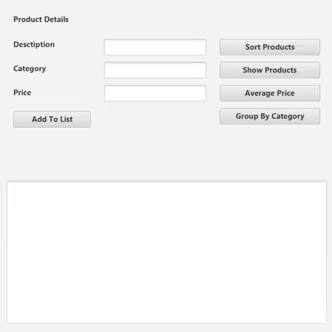 Product Details
Desctiption
Sort Products
Category
Show Products
Price
Average Price
Add To List
Group By Category